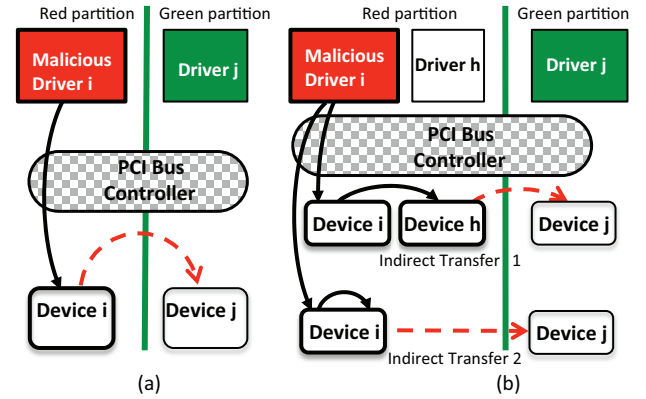 Red partition
Green partition
Malicious
Driver i
Driver j
PCI Bus
Controller
Device i
Device j
(a)
Red partition
Green partition
Malicious
Driver i
Driver h
Driver j
PCI Bus
Controller
Device i
Device h
Device j
Indirect Transfer 1
Device i
Device j
Indirect Transfer 2
(b)